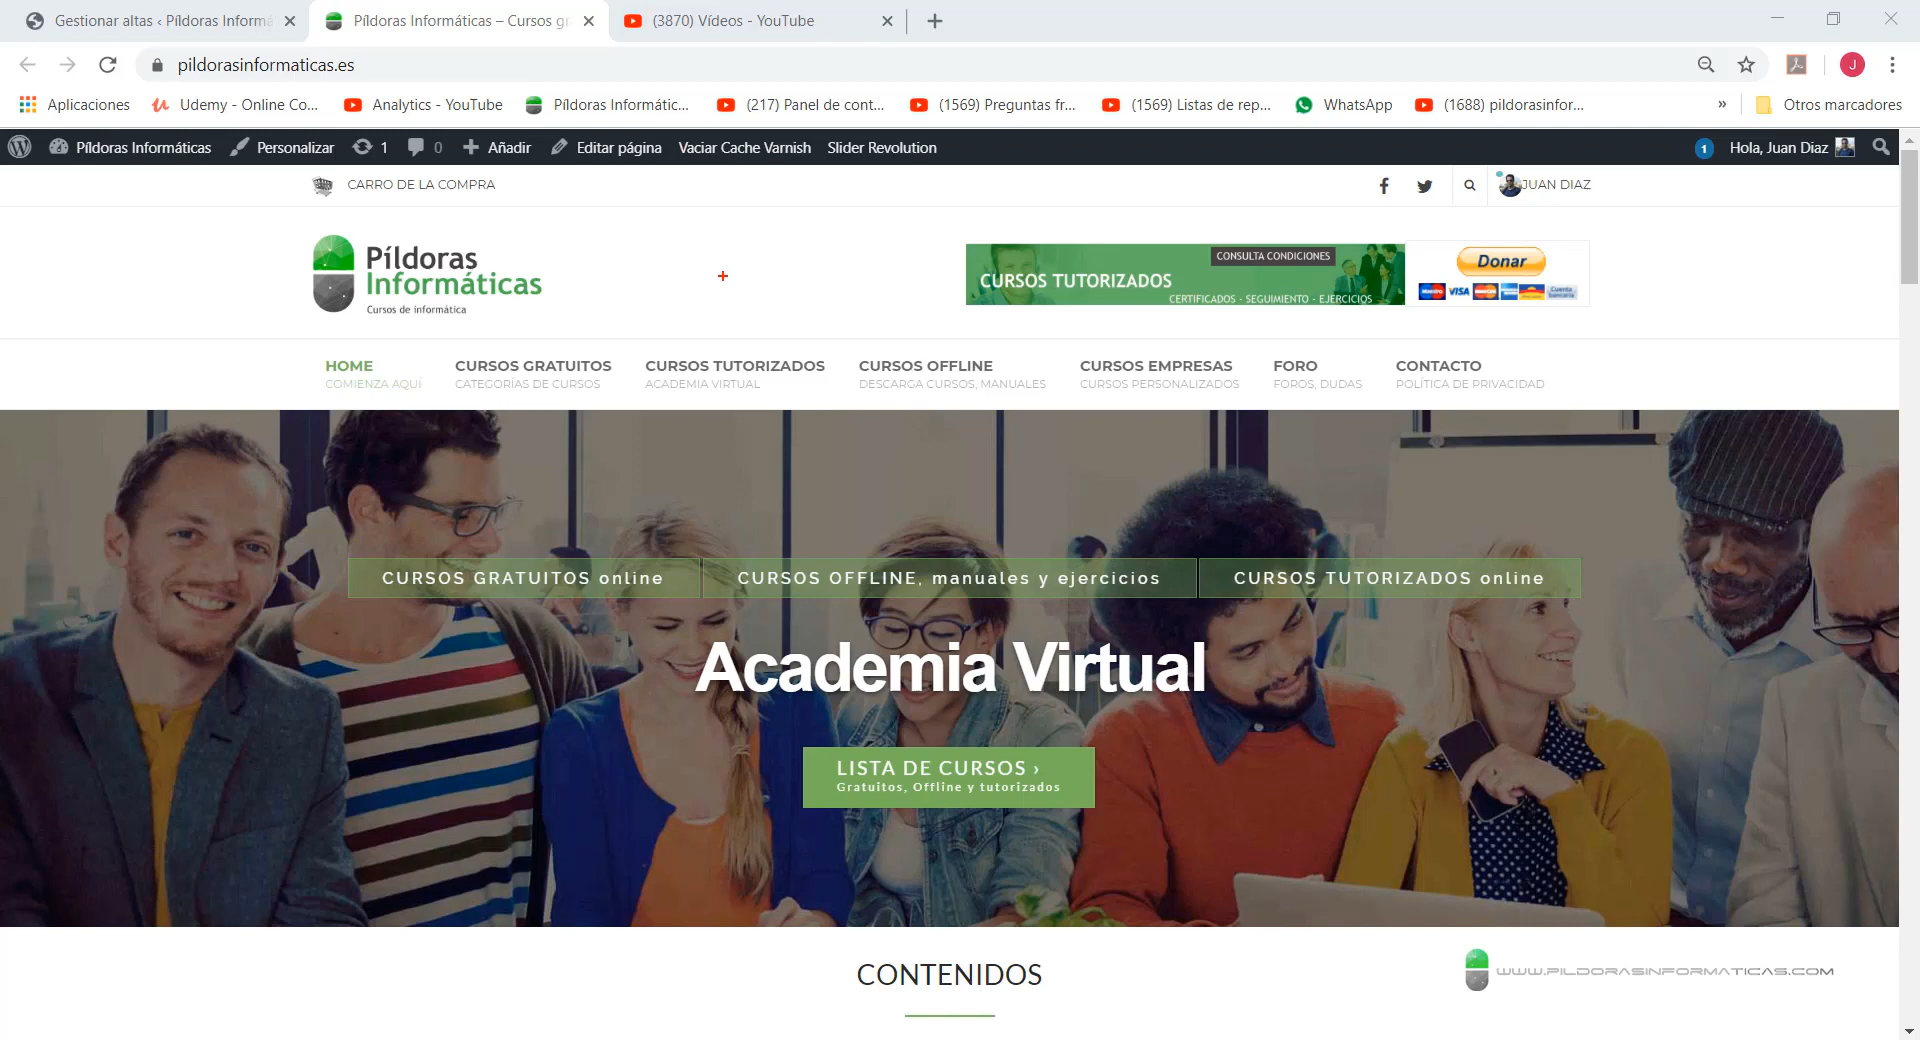 Gestionar altas ‹ Píldoras Informá
Píldoras Informáticas – Cursos gr
(3870) Vídeos - YouTube
pildorasinformaticas.es
J
Aplicaciones
Udemy - Online Co...
Analytics - YouTube
Píldoras Informátic...
(217) Panel de cont...
(1569) Preguntas fr...
(1569) Listas de rep...
WhatsApp
(1688) pildorasinfor...
»
Otros marcadores
Píldoras Informáticas
Personalizar
1
0
Añadir
Editar página
Vaciar Cache Varnish
Slider Revolution
1
Hola, Juan Diaz
CARRO DE LA COMPRA
JUAN DIAZ
Píldoras
Informáticas
Cursos de informática
CONSULTA CONDICIONES
CURSOS TUTORIZADOS
CERTIFICADOS - SEGUIMIENTO - EJERCICIOS
Donar
VISA
Cuenta
bancaria
HOME
COMIENZA AQUÍ
CURSOS GRATUITOS
CATEGORÍAS DE CURSOS
CURSOS TUTORIZADOS
ACADEMIA VIRTUAL
CURSOS OFFLINE
DESCARGA CURSOS, MANUALES
CURSOS EMPRESAS
CURSOS PERSONALIZADOS
FORO
FOROS, DUDAS
CONTACTO
POLÍTICA DE PRIVACIDAD
CURSOS GRATUITOS online
CURSOS OFFLINE, manuales y ejercicios
CURSOS TUTORIZADOS online
Academia Virtual
LISTA DE CURSOS ›
Gratuitos, Offline y tutorizados
CONTENIDOS
WWW.PILDORASINFORMATICAS.COM